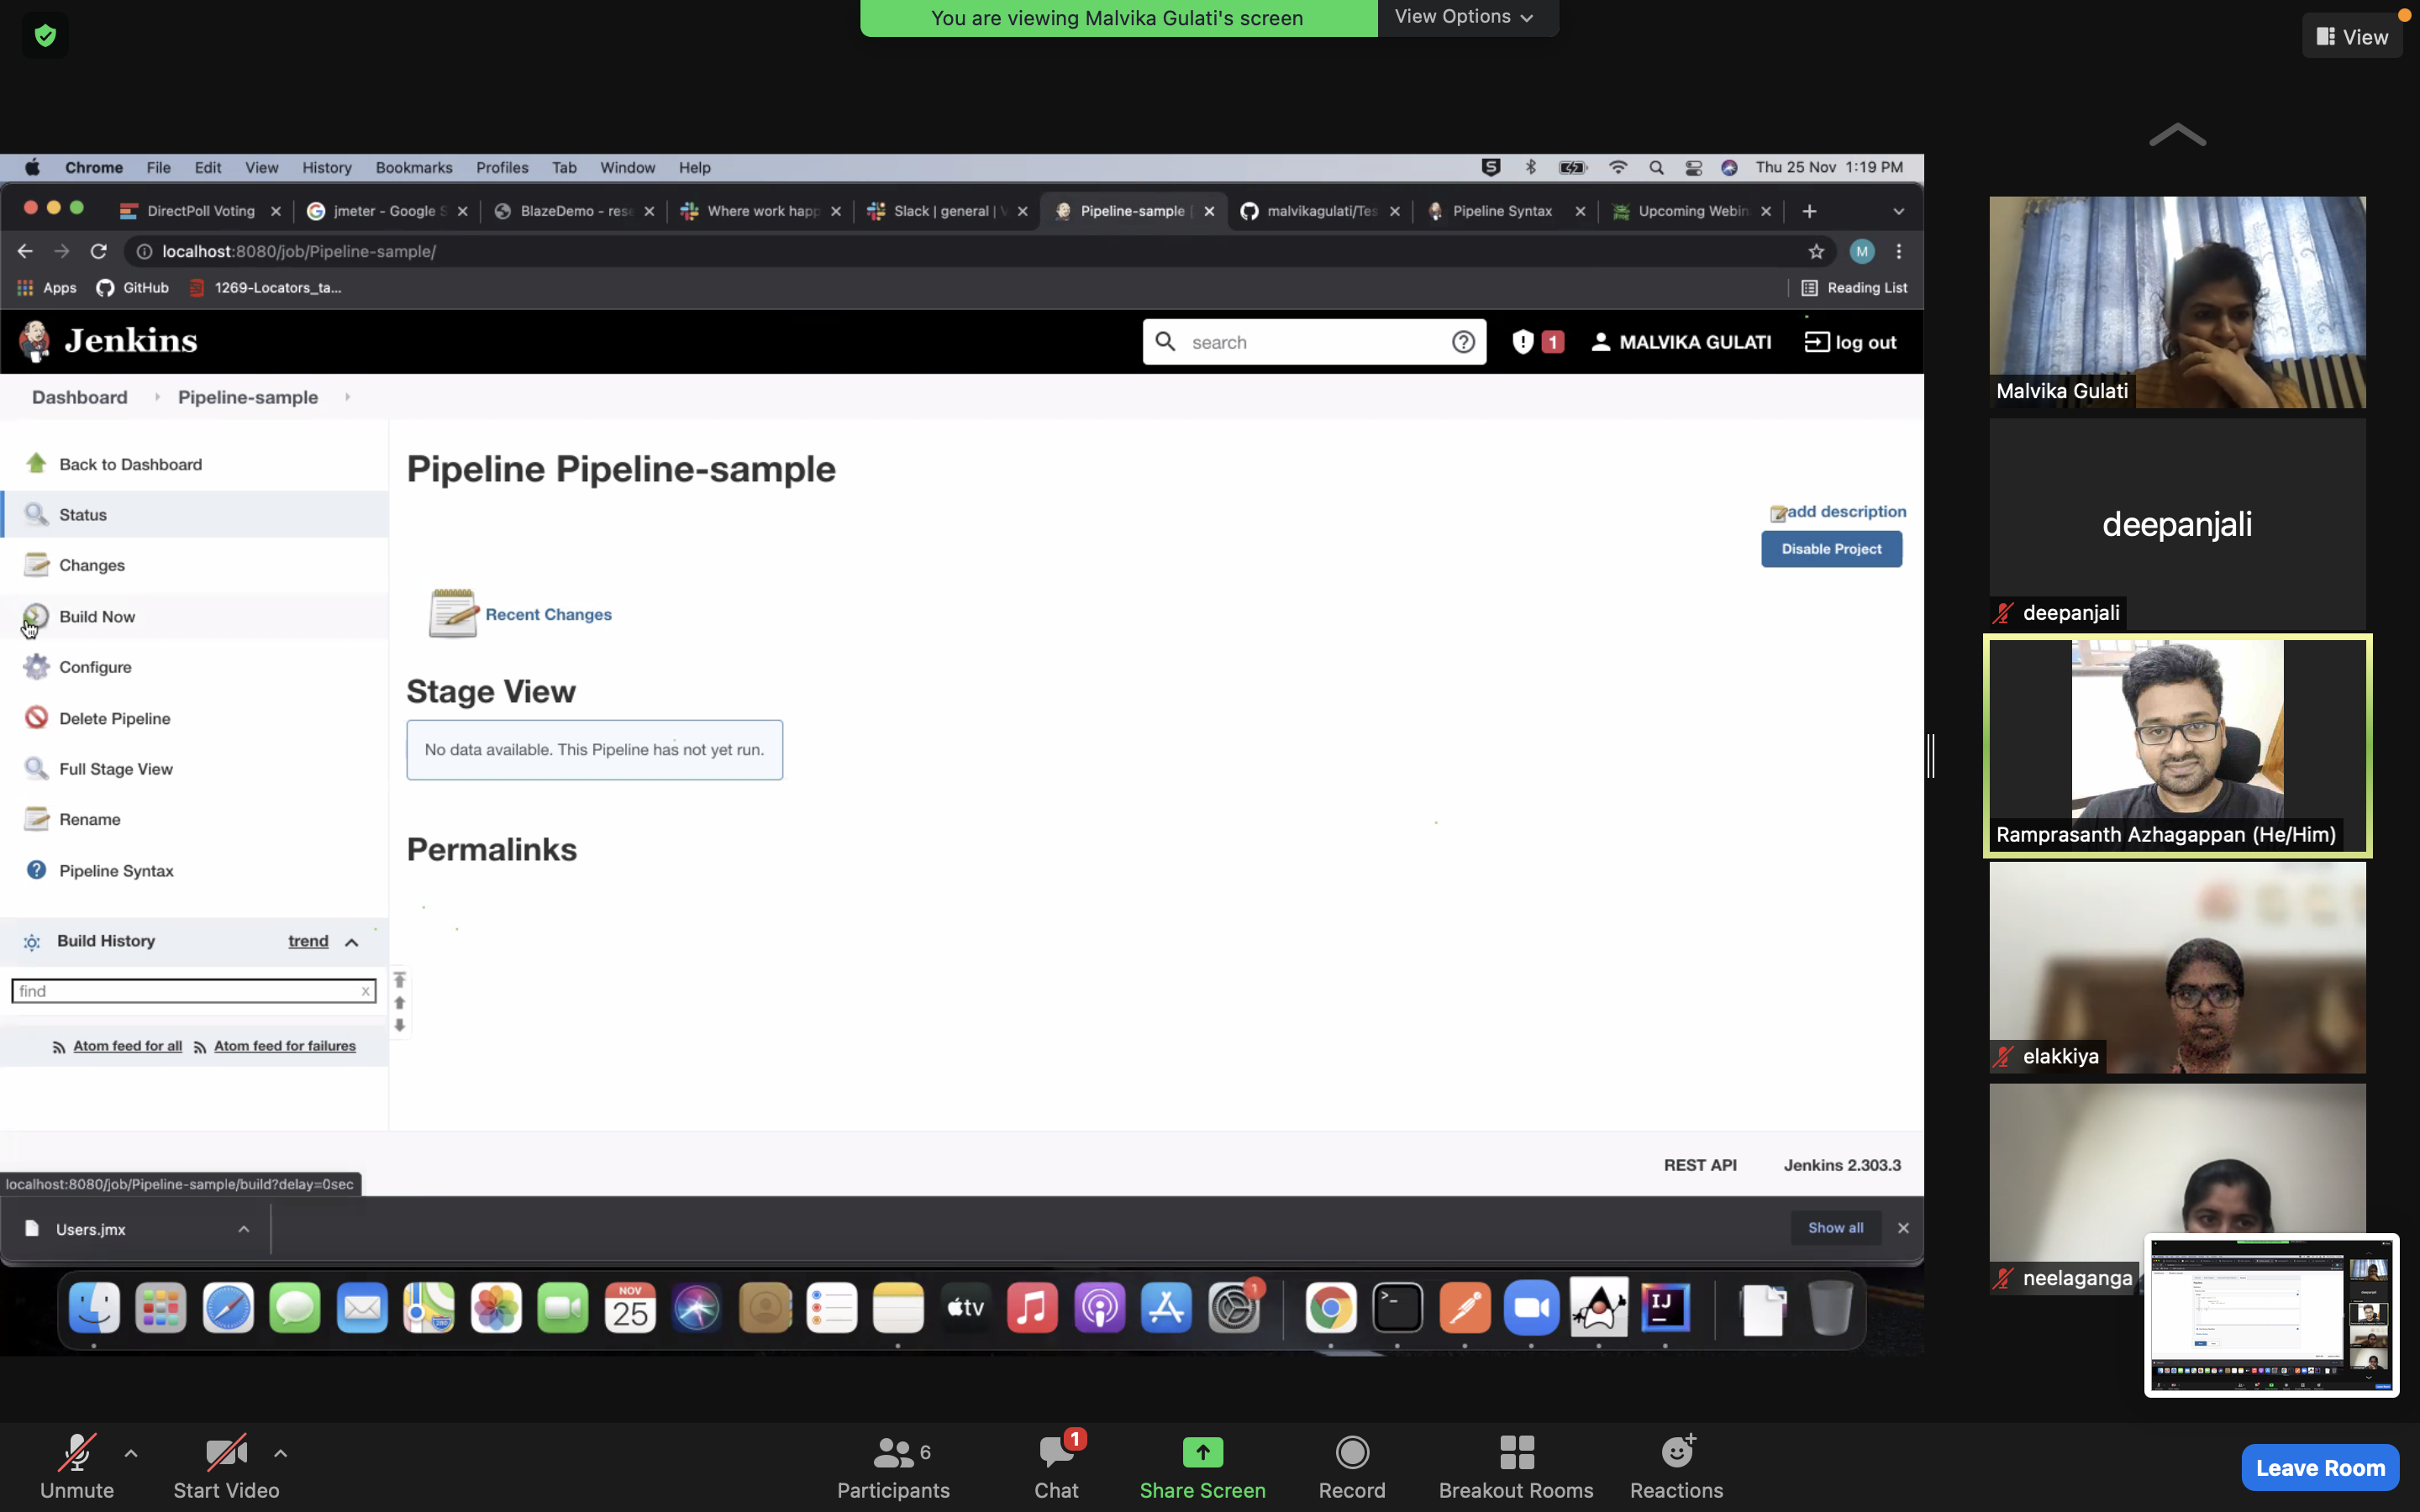 You are viewing Malvika Gulati's screen
View Options
View
Chrome File Edit View History Bookmarks Profiles Tab Window Help
Thu 25 Nov 1:19 PM
DirectPoll Voting
jmeter - Google S
BlazeDemo - rese
Where work happ
Slack | general |
Pipeline-sample
malvikagulati/Tes
Pipeline Syntax
Upcoming Webin
localhost:8080/job/Pipeline-sample/
M
Apps
GitHub
1269-Locators_ta...
Reading List
Jenkins
search
1
MALVIKA GULATI
log out
Dashboard
Pipeline-sample
Back to Dashboard
Status
Changes
Build Now
Configure
Delete Pipeline
Full Stage View
Rename
Pipeline Syntax
Build History
trend
find
x
Atom feed for all
Atom feed for failures
Pipeline Pipeline-sample
add description
Disable Project
Recent Changes
Stage View
No data available. This Pipeline has not yet run.
Permalinks
REST API
Jenkins 2.303.3
localhost:8080/job/Pipeline-sample/build?delay=0sec
Users.jmx
Show all
NOV
25
tv
1
IJ
Malvika Gulati
deepanjali
deepanjali
Ramprasanth Azhagappan (He/Him)
elakkiya
neelaganga
Unmute
Start Video
6
Participants
1
Chat
Share Screen
Record
Breakout Rooms
Reactions
Leave Room